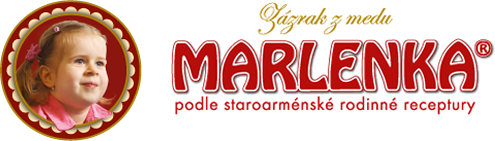 Zázrak z medu
MARLENKA®
podle staroarménské rodinné receptury